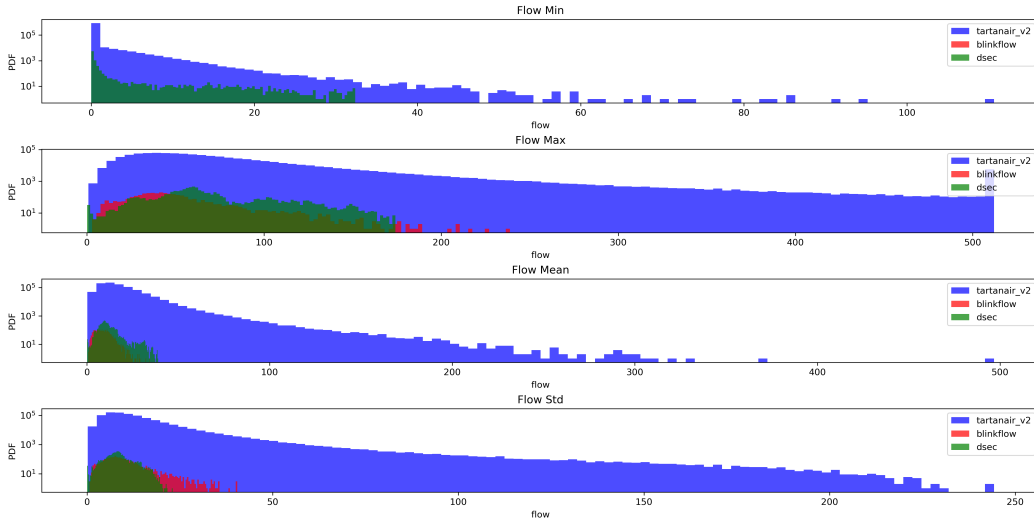 Flow Min
PDF
10^5
10^3
10^1
0 20 40 60 80 100
flow
tartanair_v2
blinkflow
dsec
Flow Max
PDF
10^5
10^3
10^1
0 100 200 300 400 500
flow
tartanair_v2
blinkflow
dsec
Flow Mean
PDF
10^5
10^3
10^1
0 100 200 300 400 500
flow
tartanair_v2
blinkflow
dsec
Flow Std
PDF
10^5
10^3
10^1
0 50 100 150 200 250
flow
tartanair_v2
blinkflow
dsec